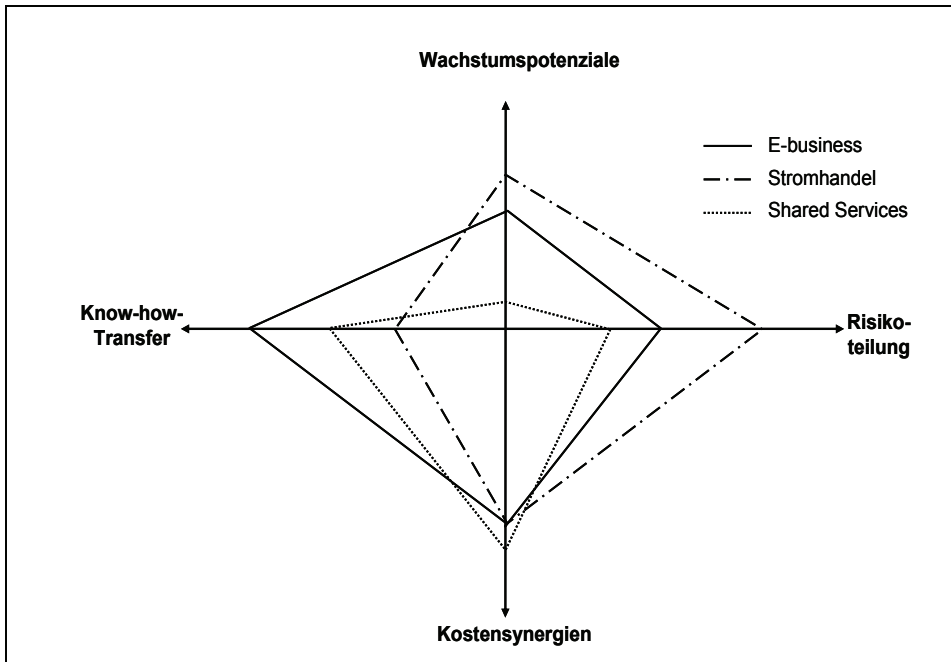 Wachstumspotenziale
E-business
Stromhandel
Shared Services
Know-how-
Transfer
Risiko-
teilung
Kostensynergien